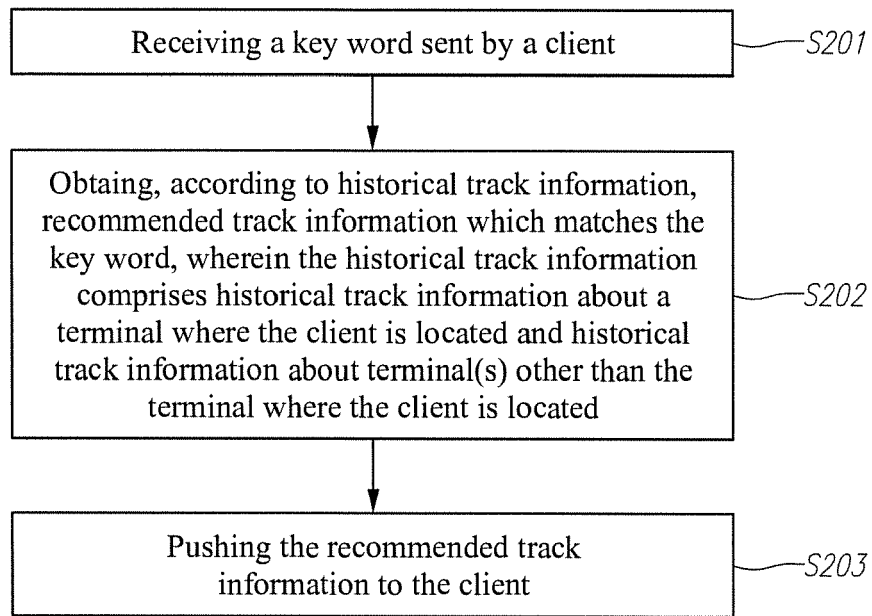 Receiving a key word sent by a client
S201
Obtaing, according to historical track information,
recommended track information which matches the
key word, wherein the historical track information
comprises historical track information about a
terminal where the client is located and historical
track information about terminal(s) other than the
terminal where the client is located
S202
Pushing the recommended track
information to the client
S203